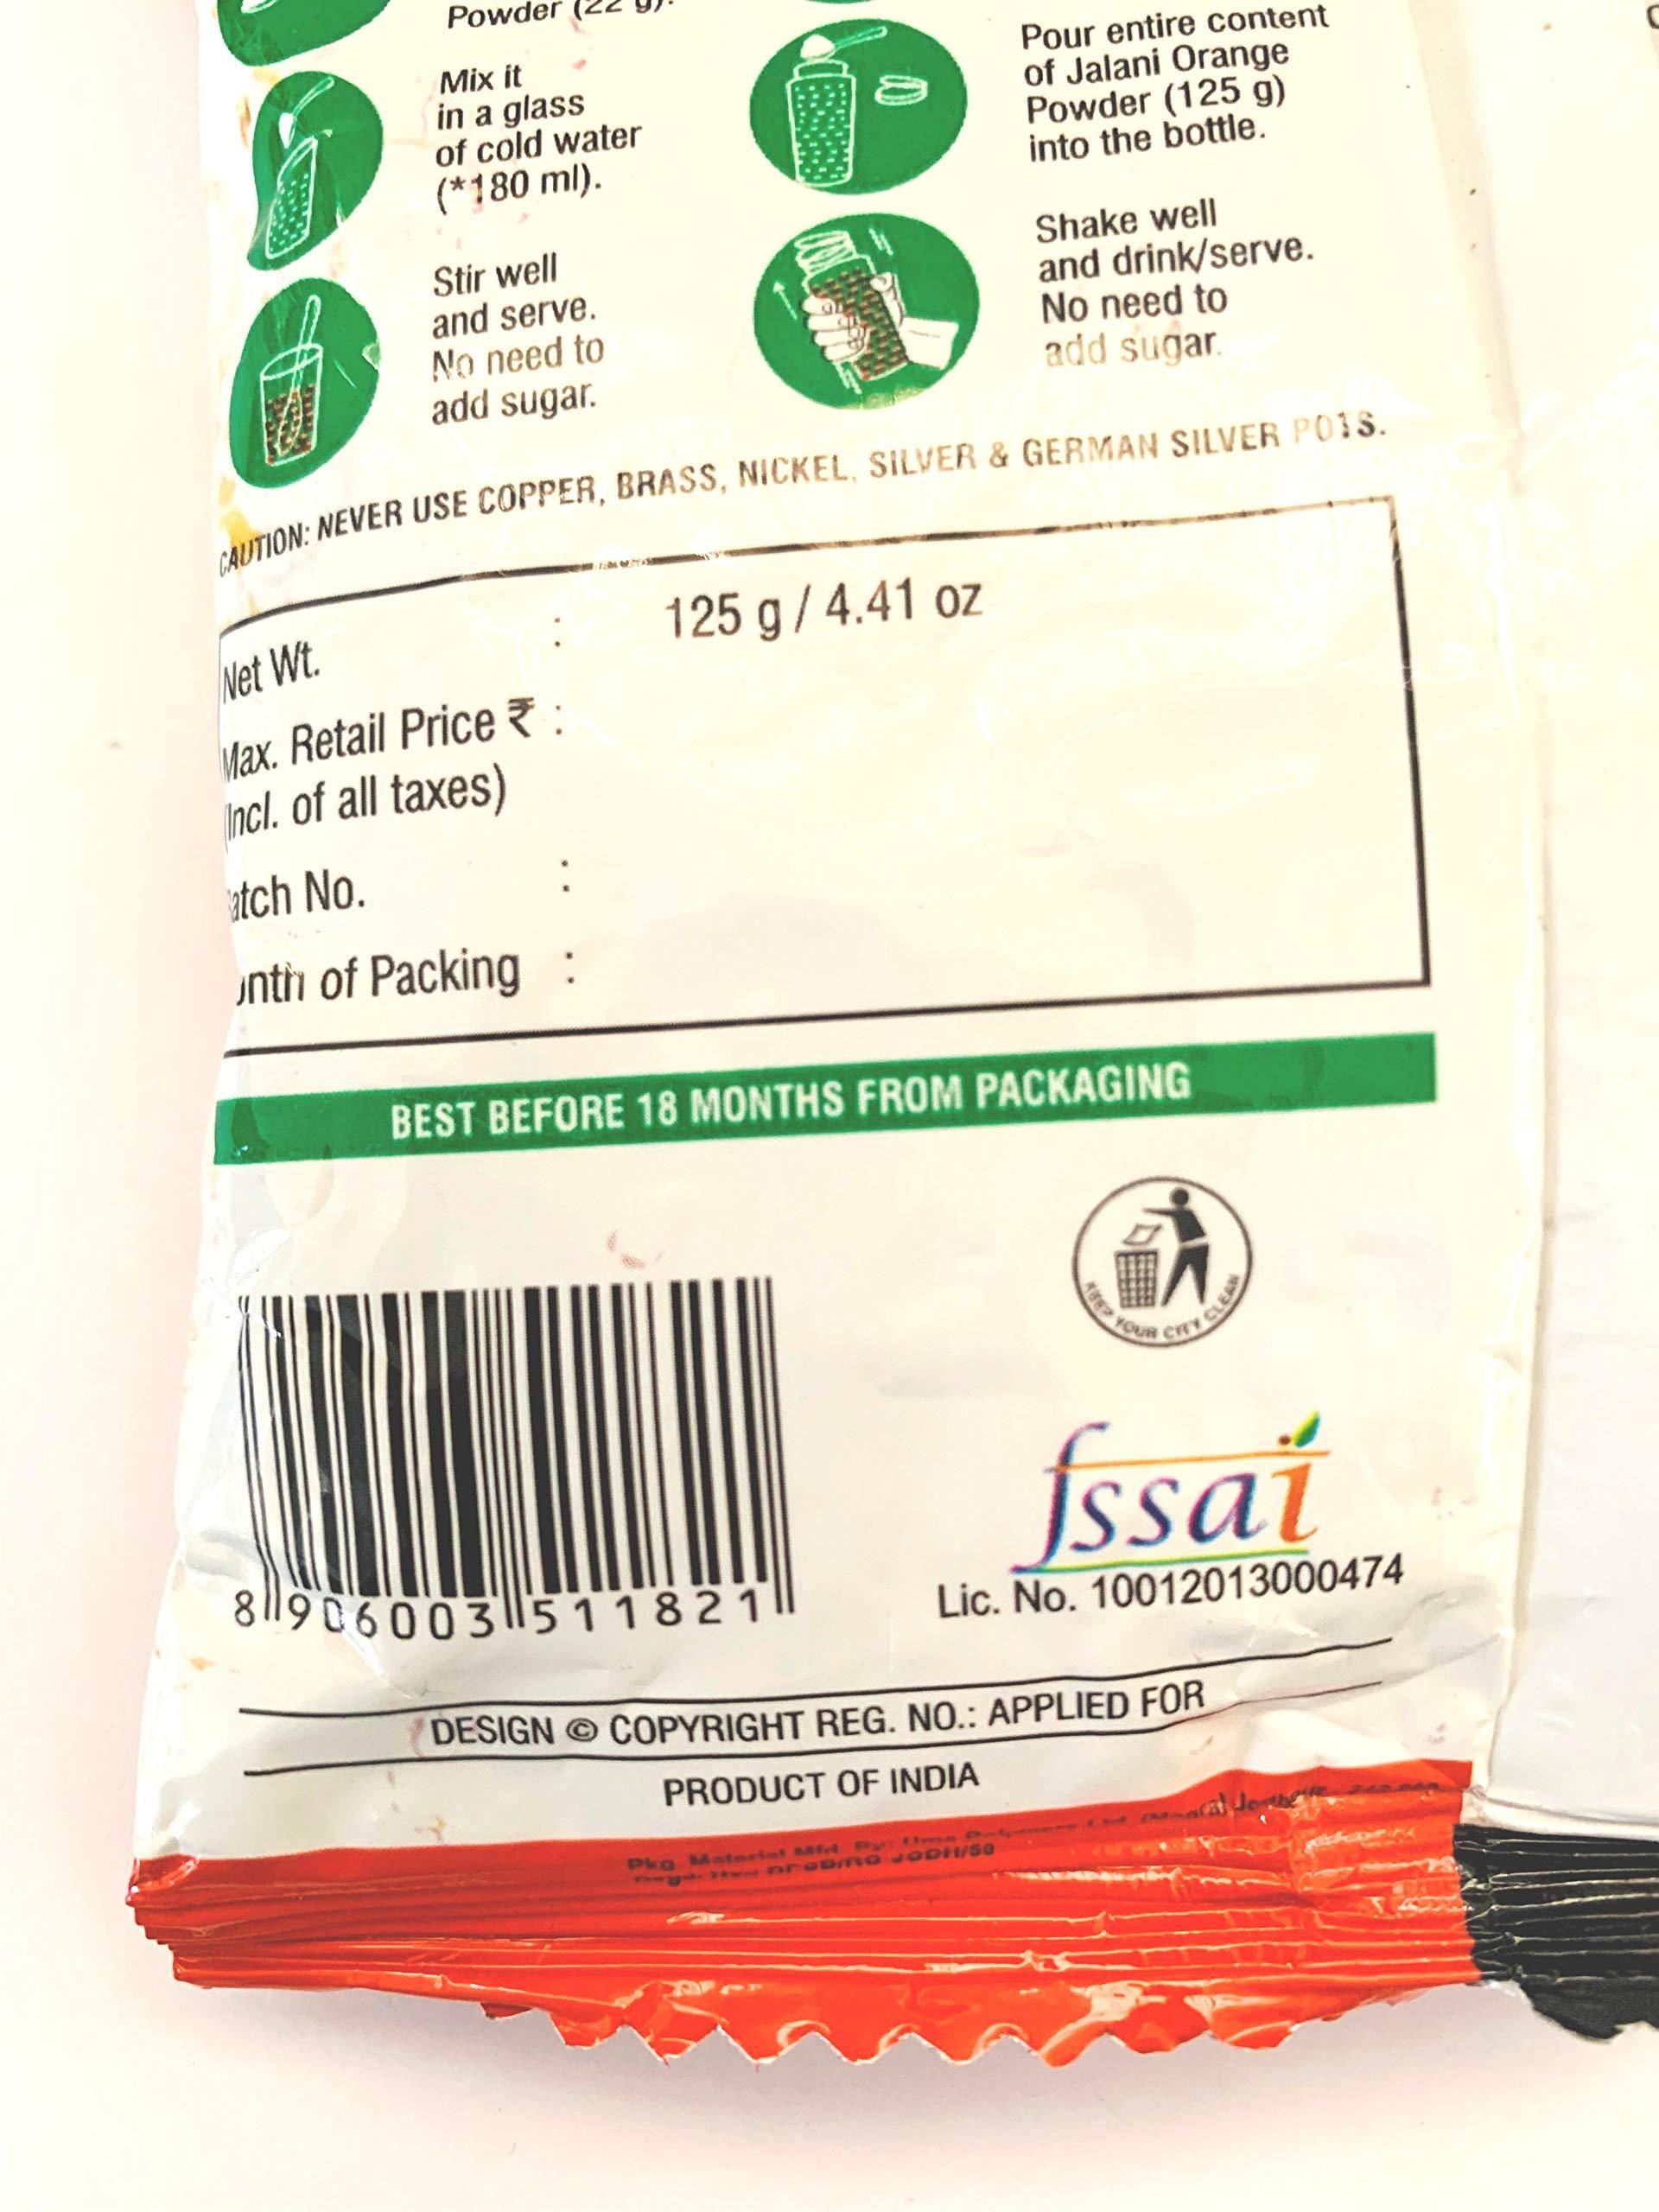 Powder (22 g).
Mix it
in a glass
of cold water
(*180 ml).
Stir well
and serve.
No need to
add sugar.
Pour entire content
of Jalani Orange
Powder (125 g)
into the bottle.
Shake well
and drink/serve.
No need to
add sugar.
CAUTION: NEVER USE COPPER, BRASS, NICKEL, SILVER & GERMAN SILVER POTS.
Net Wt. : 125 g / 4.41 oz
Max. Retail Price ₹ :
(Incl. of all taxes)
atch No. :
onth of Packing :
BEST BEFORE 18 MONTHS FROM PACKAGING
KEEP YOUR CITY CLEAN
8 906003 511821
fssai
Lic. No. 10012013000474
DESIGN © COPYRIGHT REG. NO.: APPLIED FOR
PRODUCT OF INDIA
Pkg. Material Mfd. By: